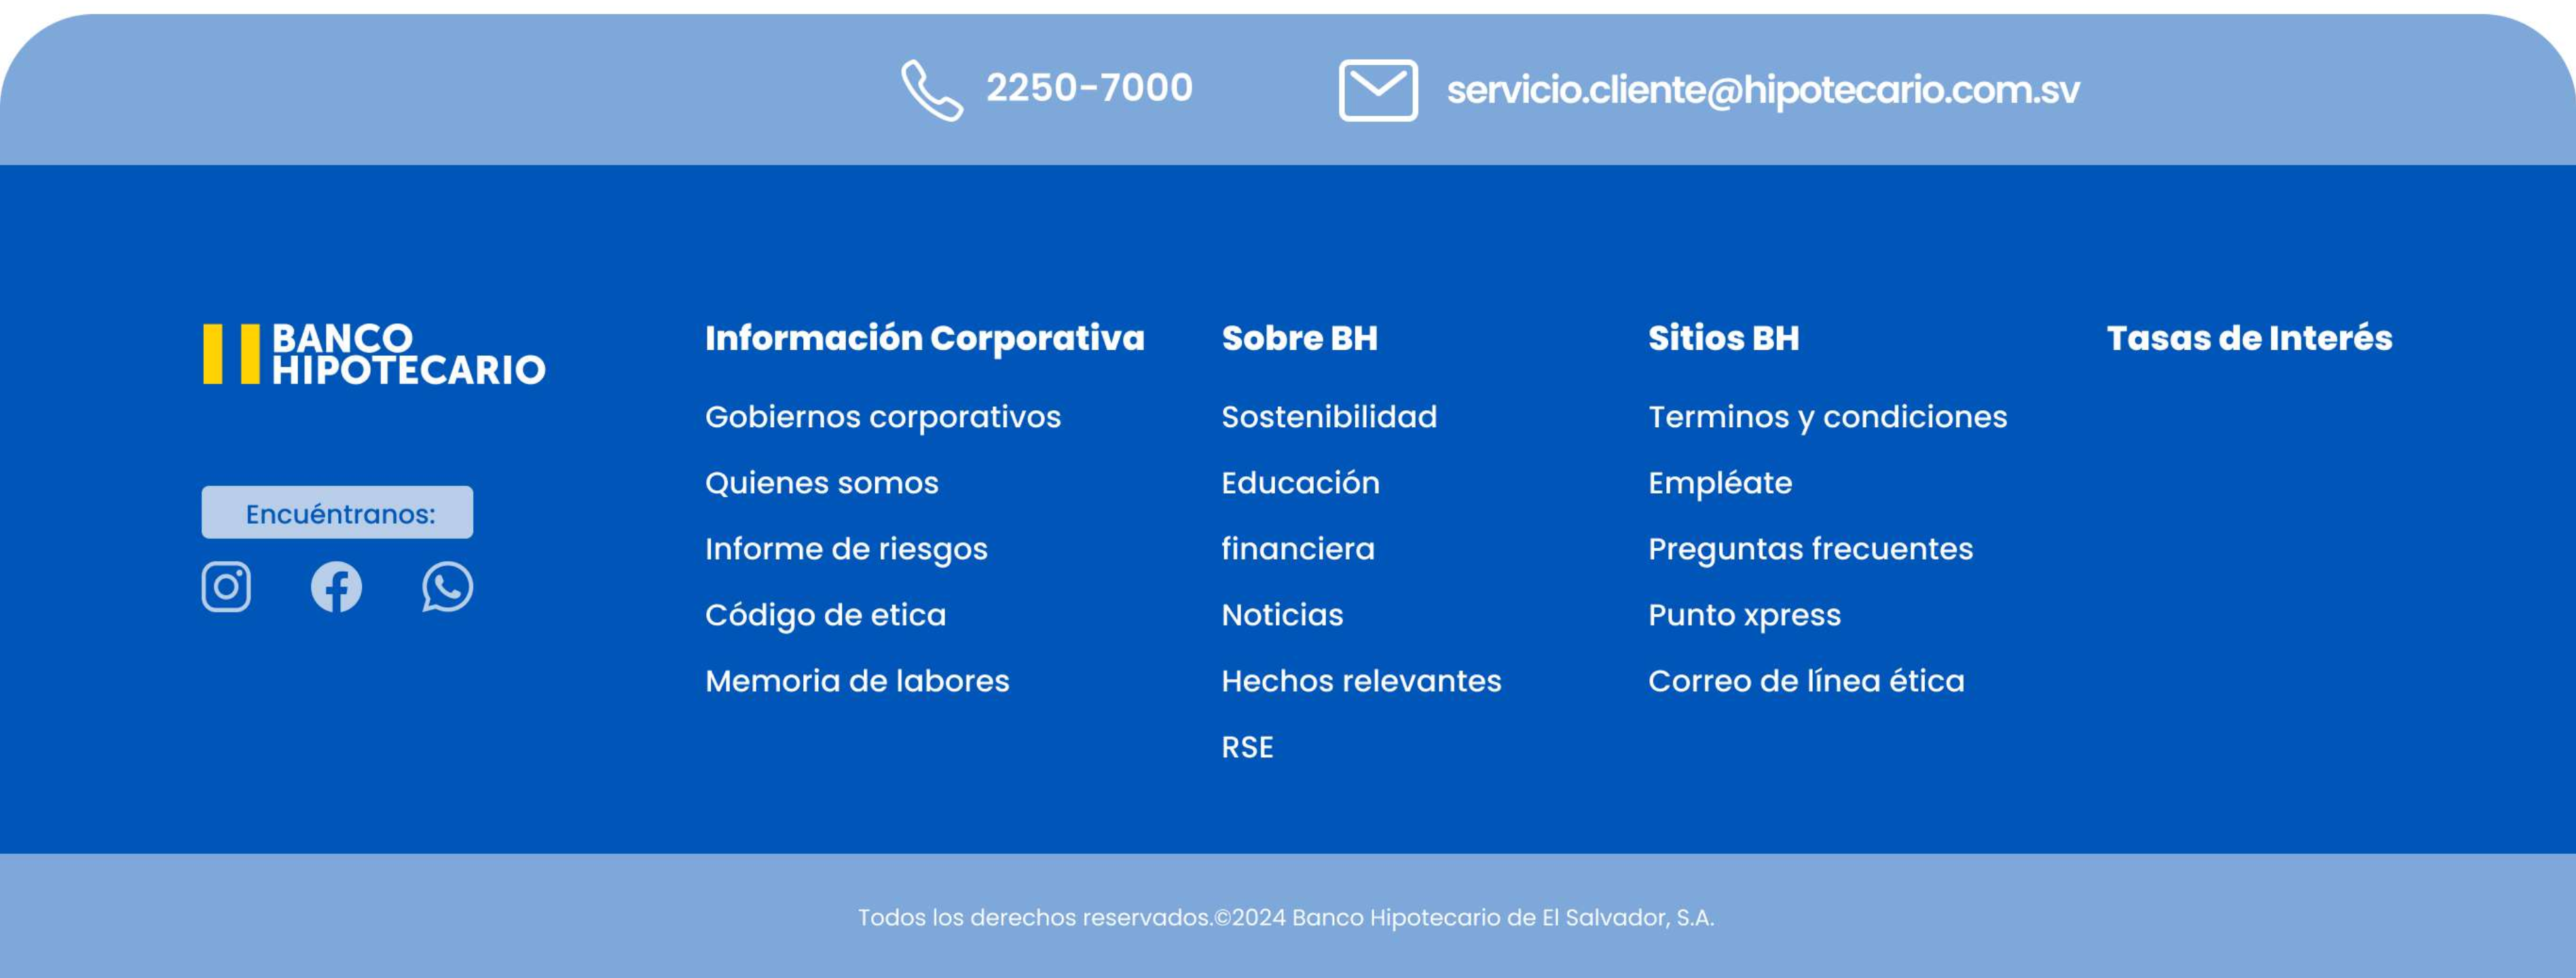 2250-7000
servicio.cliente@hipotecario.com.sv
BANCO
HIPOTECARIO
Encuéntranos:
Información Corporativa
Gobiernos corporativos
Quienes somos
Informe de riesgos
Código de etica
Memoria de labores
Sobre BH
Sostenibilidad
Educación
financiera
Noticias
Hechos relevantes
RSE
Sitios BH
Terminos y condiciones
Empléate
Preguntas frecuentes
Punto xpress
Correo de línea ética
Tasas de Interés
Todos los derechos reservados.©2024 Banco Hipotecario de El Salvador, S.A.